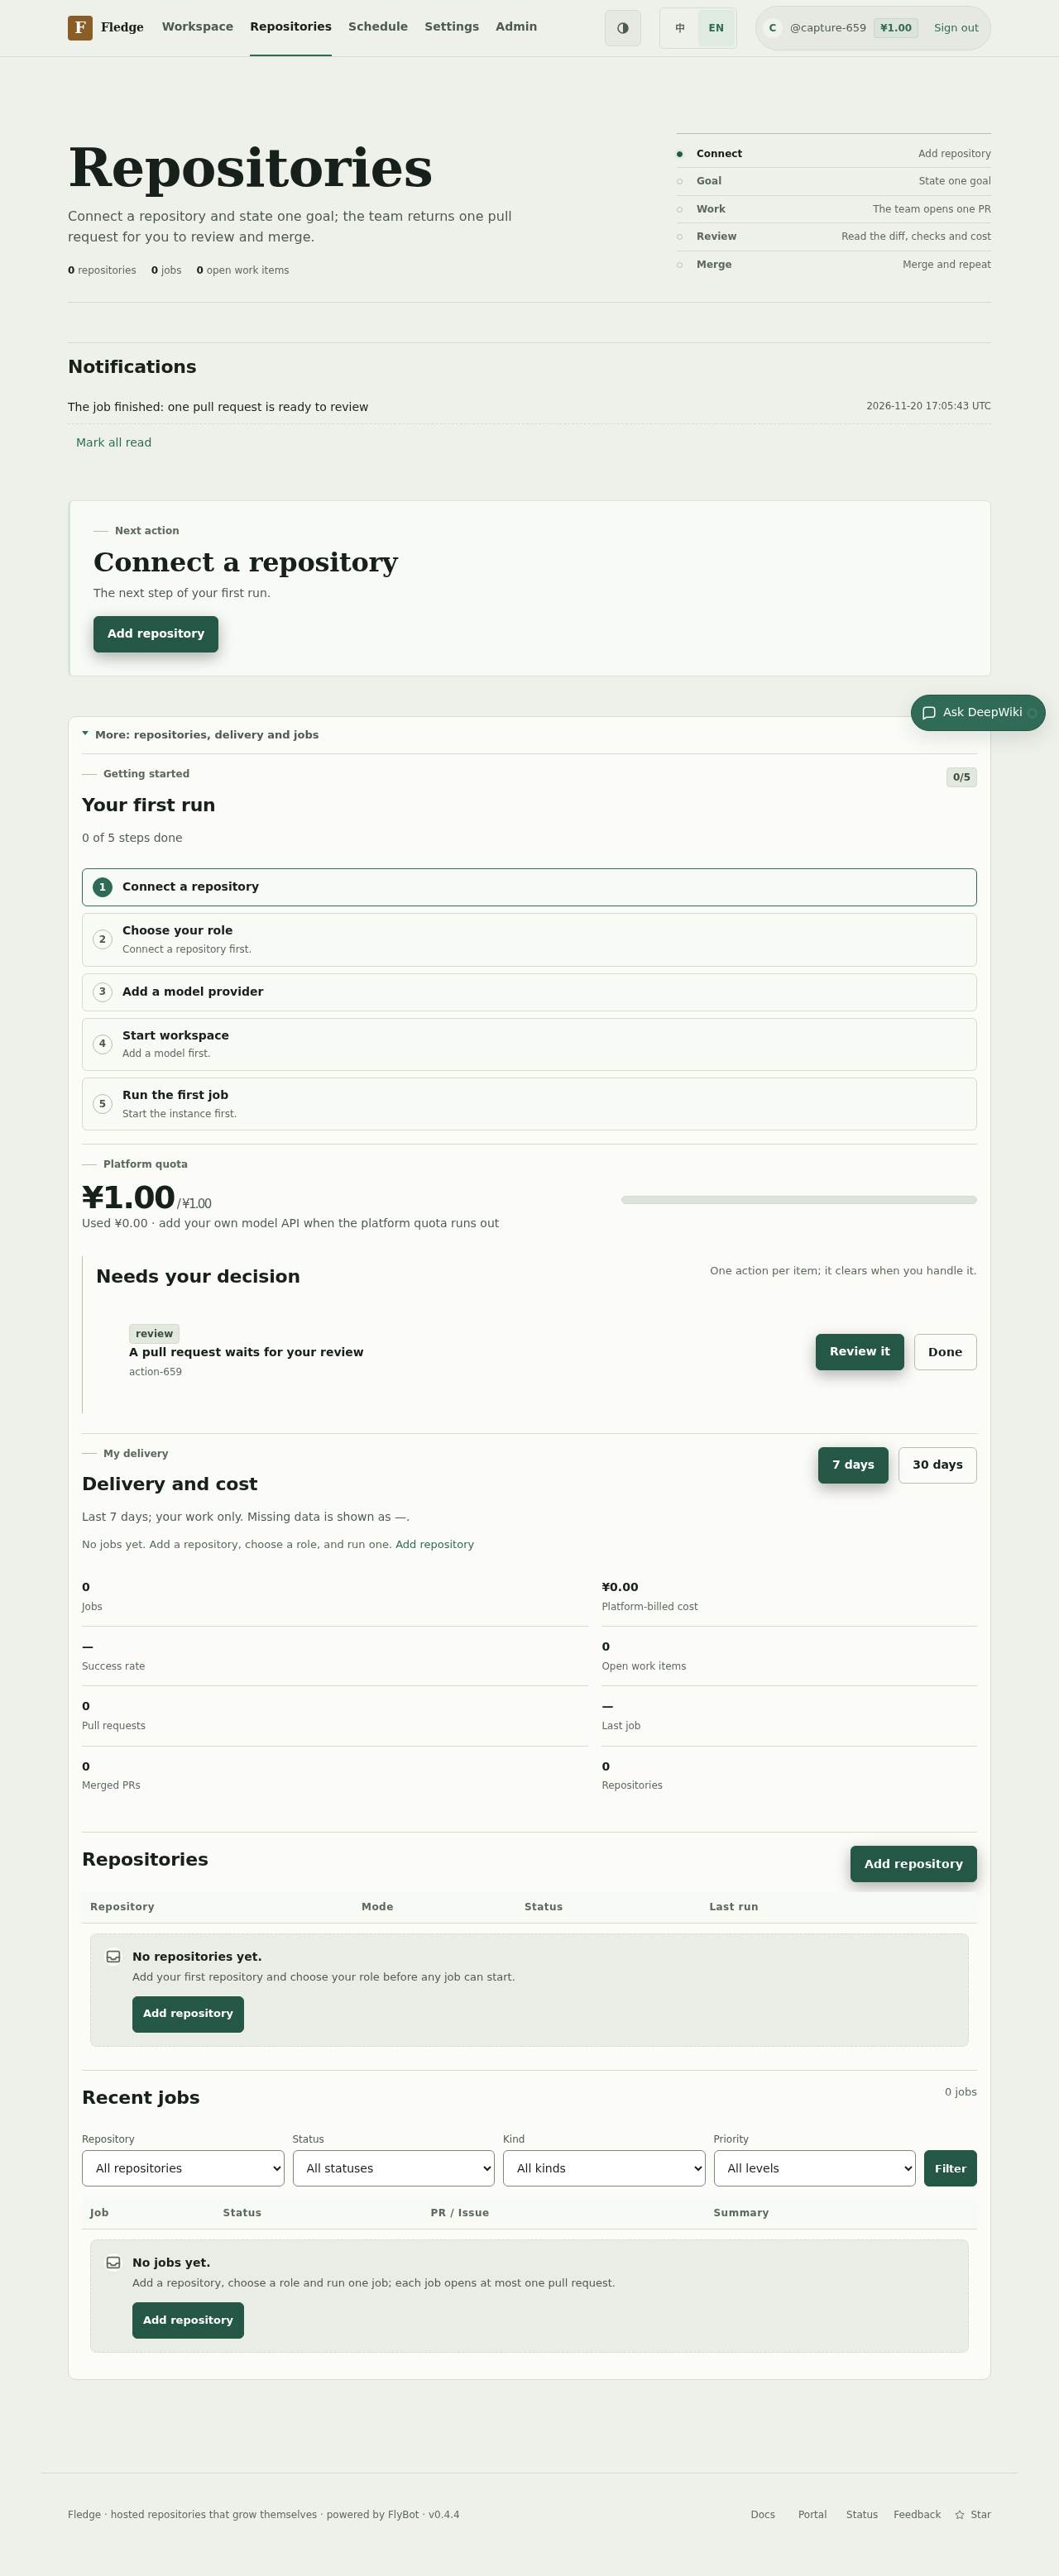 F Fledge Workspace Repositories Schedule Settings Admin 中 EN C @capture-659 ¥1.00 Sign out
Repositories
Connect a repository and state one goal; the team returns one pull
request for you to review and merge.
0 repositories 0 jobs 0 open work items
Connect Add repository
Goal State one goal
Work The team opens one PR
Review Read the diff, checks and cost
Merge Merge and repeat
Notifications
The job finished: one pull request is ready to review 2026-11-20 17:05:43 UTC
Mark all read
Next action
Connect a repository
The next step of your first run.
Add repository
Ask DeepWiki
More: repositories, delivery and jobs
Getting started 0/5
Your first run
0 of 5 steps done
1 Connect a repository
2 Choose your role
Connect a repository first.
3 Add a model provider
4 Start workspace
Add a model first.
5 Run the first job
Start the instance first.
Platform quota
¥1.00 / ¥1.00
Used ¥0.00 · add your own model API when the platform quota runs out
Needs your decision One action per item; it clears when you handle it.
review
A pull request waits for your review
action-659
Review it Done
My delivery
Delivery and cost
7 days 30 days
Last 7 days; your work only. Missing data is shown as —.
No jobs yet. Add a repository, choose a role, and run one. Add repository
0 ¥0.00
Jobs Platform-billed cost
— 0
Success rate Open work items
0 —
Pull requests Last job
0 0
Merged PRs Repositories
Repositories Add repository
Repository Mode Status Last run
No repositories yet.
Add your first repository and choose your role before any job can start.
Add repository
Recent jobs 0 jobs
Repository Status Kind Priority
All repositories All statuses All kinds All levels Filter
Job Status PR / Issue Summary
No jobs yet.
Add a repository, choose a role and run one job; each job opens at most one pull request.
Add repository
Fledge · hosted repositories that grow themselves · powered by FlyBot · v0.4.4 Docs Portal Status Feedback Star